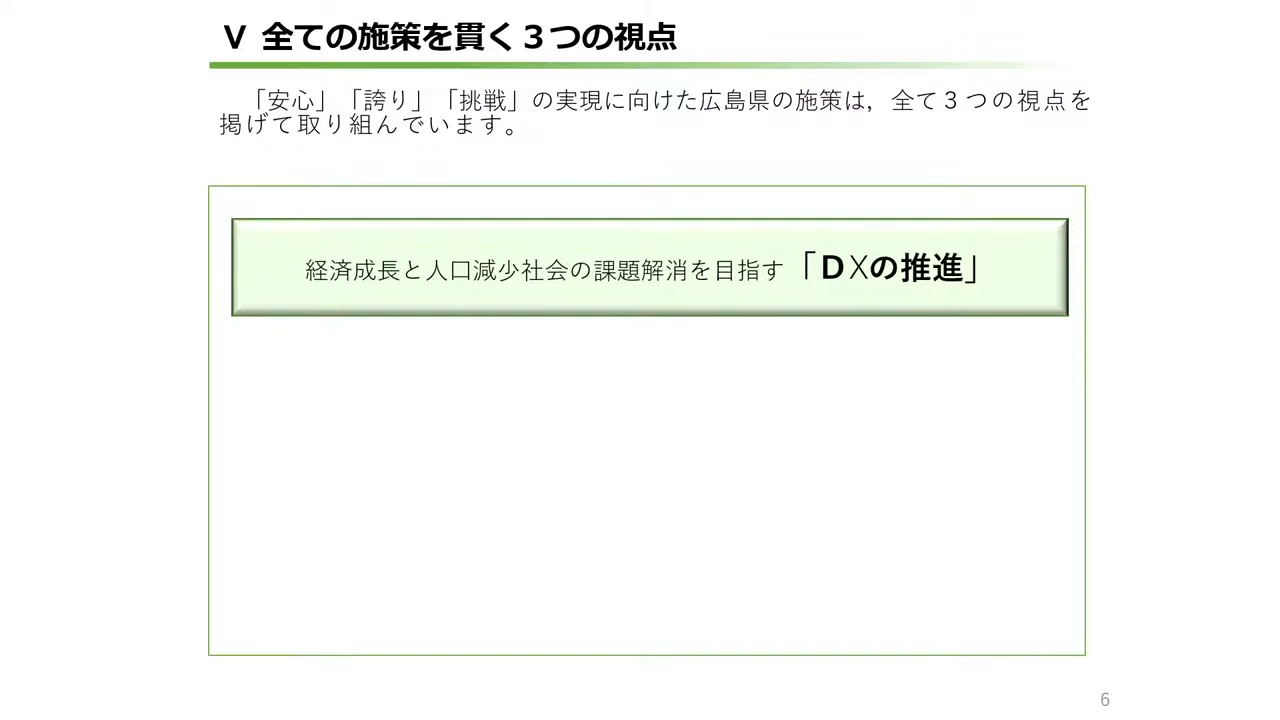 Ⅴ 全ての施策を貫く３つの視点
「安心」「誇り」「挑戦」の実現に向けた広島県の施策は，全て３つの視点を
掲げて取り組んでいます。
経済成長と人口減少社会の課題解消を目指す「ＤXの推進」
6